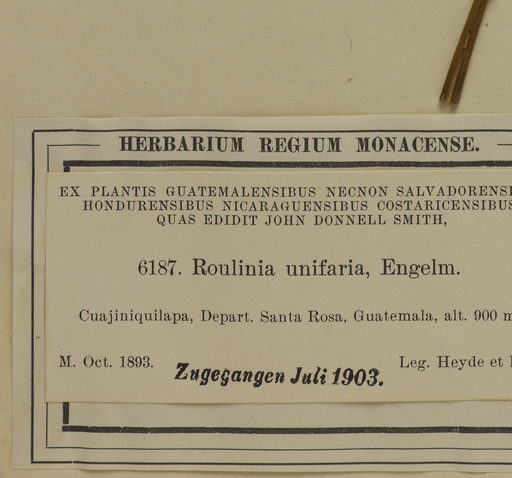 HERBARIUM REGIUM MONACENSE.
EX PLANTIS GUATEMALENSIBUS NECNON SALVADORENSI
HONDURENSIBUS NICARAGUENSIBUS COSTARICENSIBUS
QUAS EDIDIT JOHN DONNELL SMITH,
6187. Roulinia unifaria, Engelm.
Cuajiniquilapa, Depart. Santa Rosa, Guatemala, alt. 900 m
M. Oct. 1893.
Leg. Heyde et
Zugegangen Juli 1903.